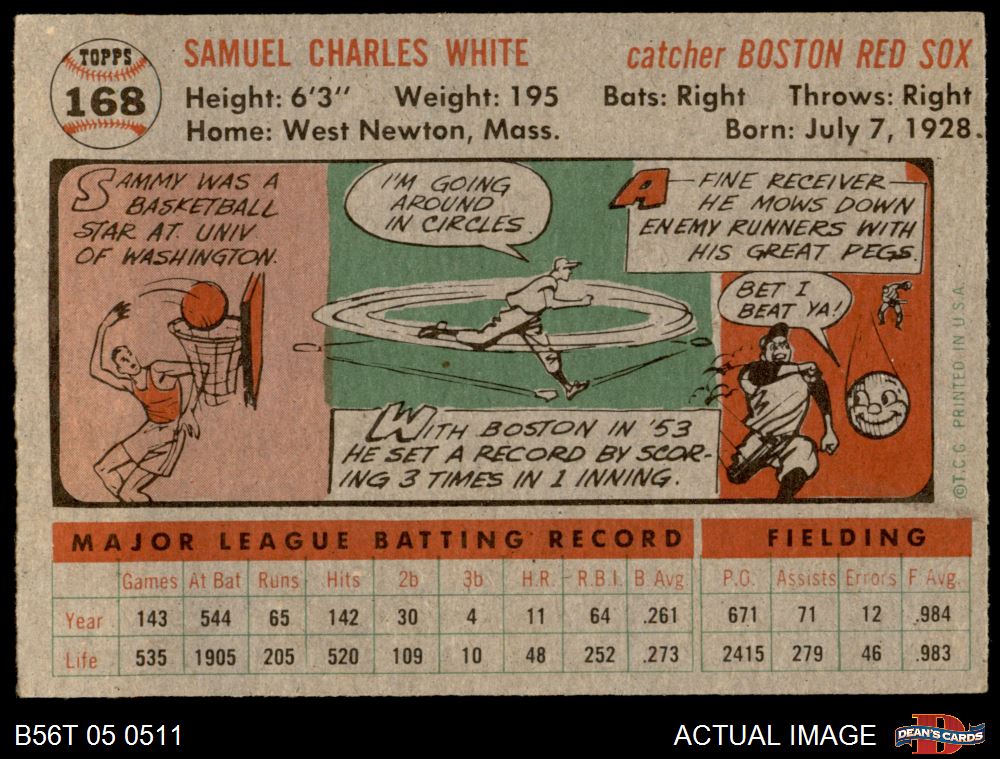 TOPPS
168
SAMUEL CHARLES WHITE
catcher BOSTON RED SOX
Height: 6'3" Weight: 195 Bats: Right Throws: Right
Home: West Newton, Mass. Born: July 7, 1928.
SAMMY WAS A
BASKETBALL
STAR AT UNIV
OF WASHINGTON.
I'M GOING
AROUND
IN CIRCLES
WITH BOSTON IN '53
HE SET A RECORD BY SCOR-
ING 3 TIMES IN 1 INNING.
A FINE RECEIVER
HE MOWS DOWN
ENEMY RUNNERS WITH
HIS GREAT PEGS.
BET I
BEAT YA!
©T.C.G. PRINTED IN U.S.A.
MAJOR LEAGUE BATTING RECORD FIELDING
Games At Bat Runs Hits 2b 3b H.R. R.B.I. B. Avg. P.O. Assists Errors F. Avg.
Year 143 544 65 142 30 4 11 64 .261 671 71 12 .984
Life 535 1905 205 520 109 10 48 252 .273 2415 279 46 .983
B56T 05 0511
ACTUAL IMAGE
DEAN'S CARDS